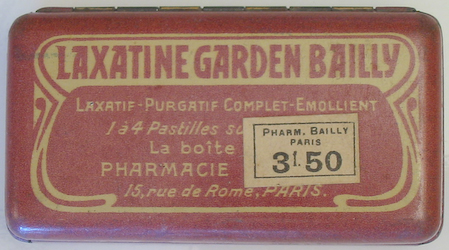 LAXATINE GARDEN BAILLY
LAXATIF-PURGATIF COMPLET-EMOLLIENT
1 à 4 Pastilles
La boîte
PHARMACIE
15, rue de Rome, PARIS.
PHARM. BAILLY
PARIS
3f.50